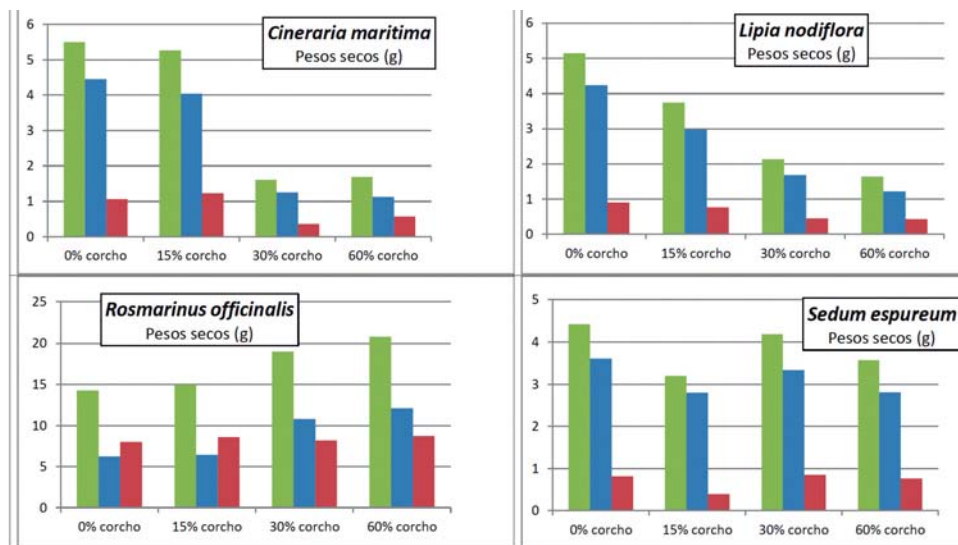 Cineraria maritima
Pesos secos (g)
6
5
4
3
2
1
0
0% corcho 15% corcho 30% corcho 60% corcho
Lipia nodiflora
Pesos secos (g)
6
5
4
3
2
1
0
0% corcho 15% corcho 30% corcho 60% corcho
Rosmarinus officinalis
Pesos secos (g)
25
20
15
10
5
0
0% corcho 15% corcho 30% corcho 60% corcho
Sedum espureum
Pesos secos (g)
5
4
3
2
1
0
0% corcho 15% corcho 30% corcho 60% corcho